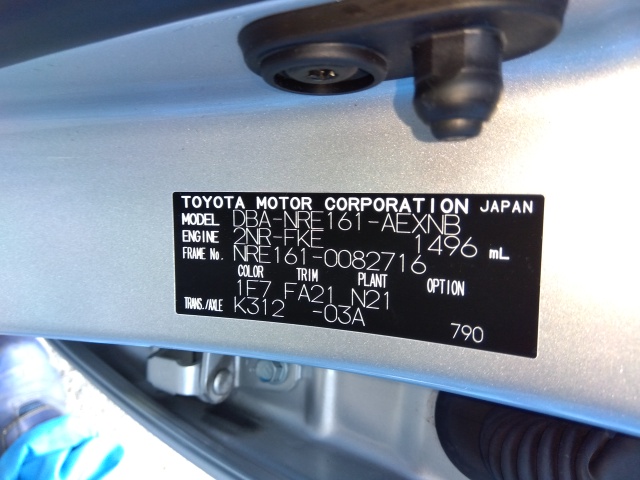 TOYOTA MOTOR CORPORATION JAPAN
MODEL DBA-NRE161-AEXNB
ENGINE 2NR-FKE 1496 mL
FRAME No. NRE161-0082716
COLOR TRIM PLANT OPTION
1F7 FA21 N21
TRANS./AXLE K312 -03A
790